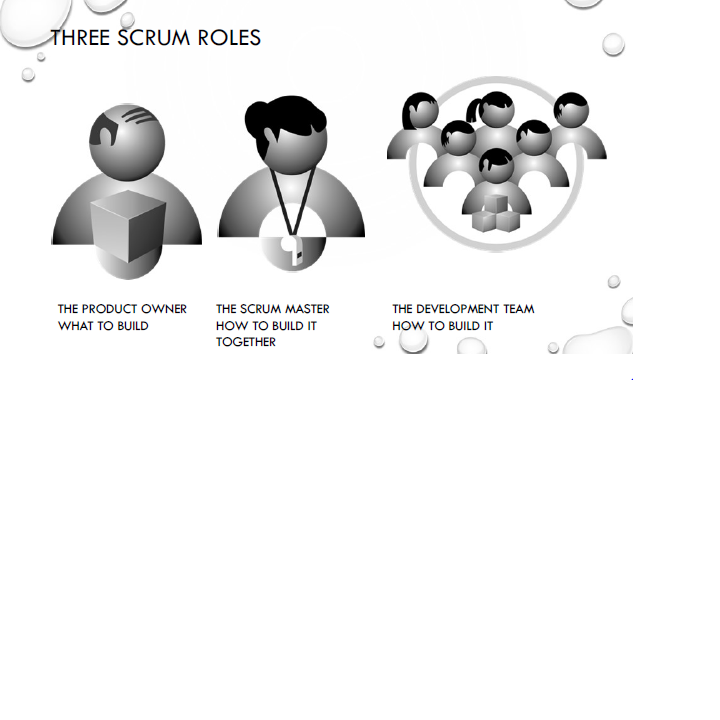 THREE SCRUM ROLES
THE PRODUCT OWNER
WHAT TO BUILD
THE SCRUM MASTER
HOW TO BUILD IT
TOGETHER
THE DEVELOPMENT TEAM
HOW TO BUILD IT